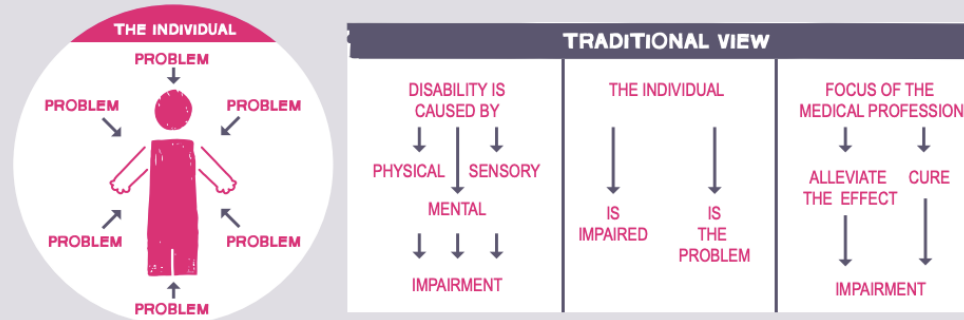 THE INDIVIDUAL
PROBLEM
PROBLEM
PROBLEM
PROBLEM
PROBLEM
PROBLEM
TRADITIONAL VIEW
DISABILITY IS
CAUSED BY
PHYSICAL
SENSORY
MENTAL
IMPAIRMENT
THE INDIVIDUAL
IS
IMPAIRED
IS
THE
PROBLEM
FOCUS OF THE
MEDICAL PROFESSION
ALLEVIATE
THE EFFECT
CURE
IMPAIRMENT